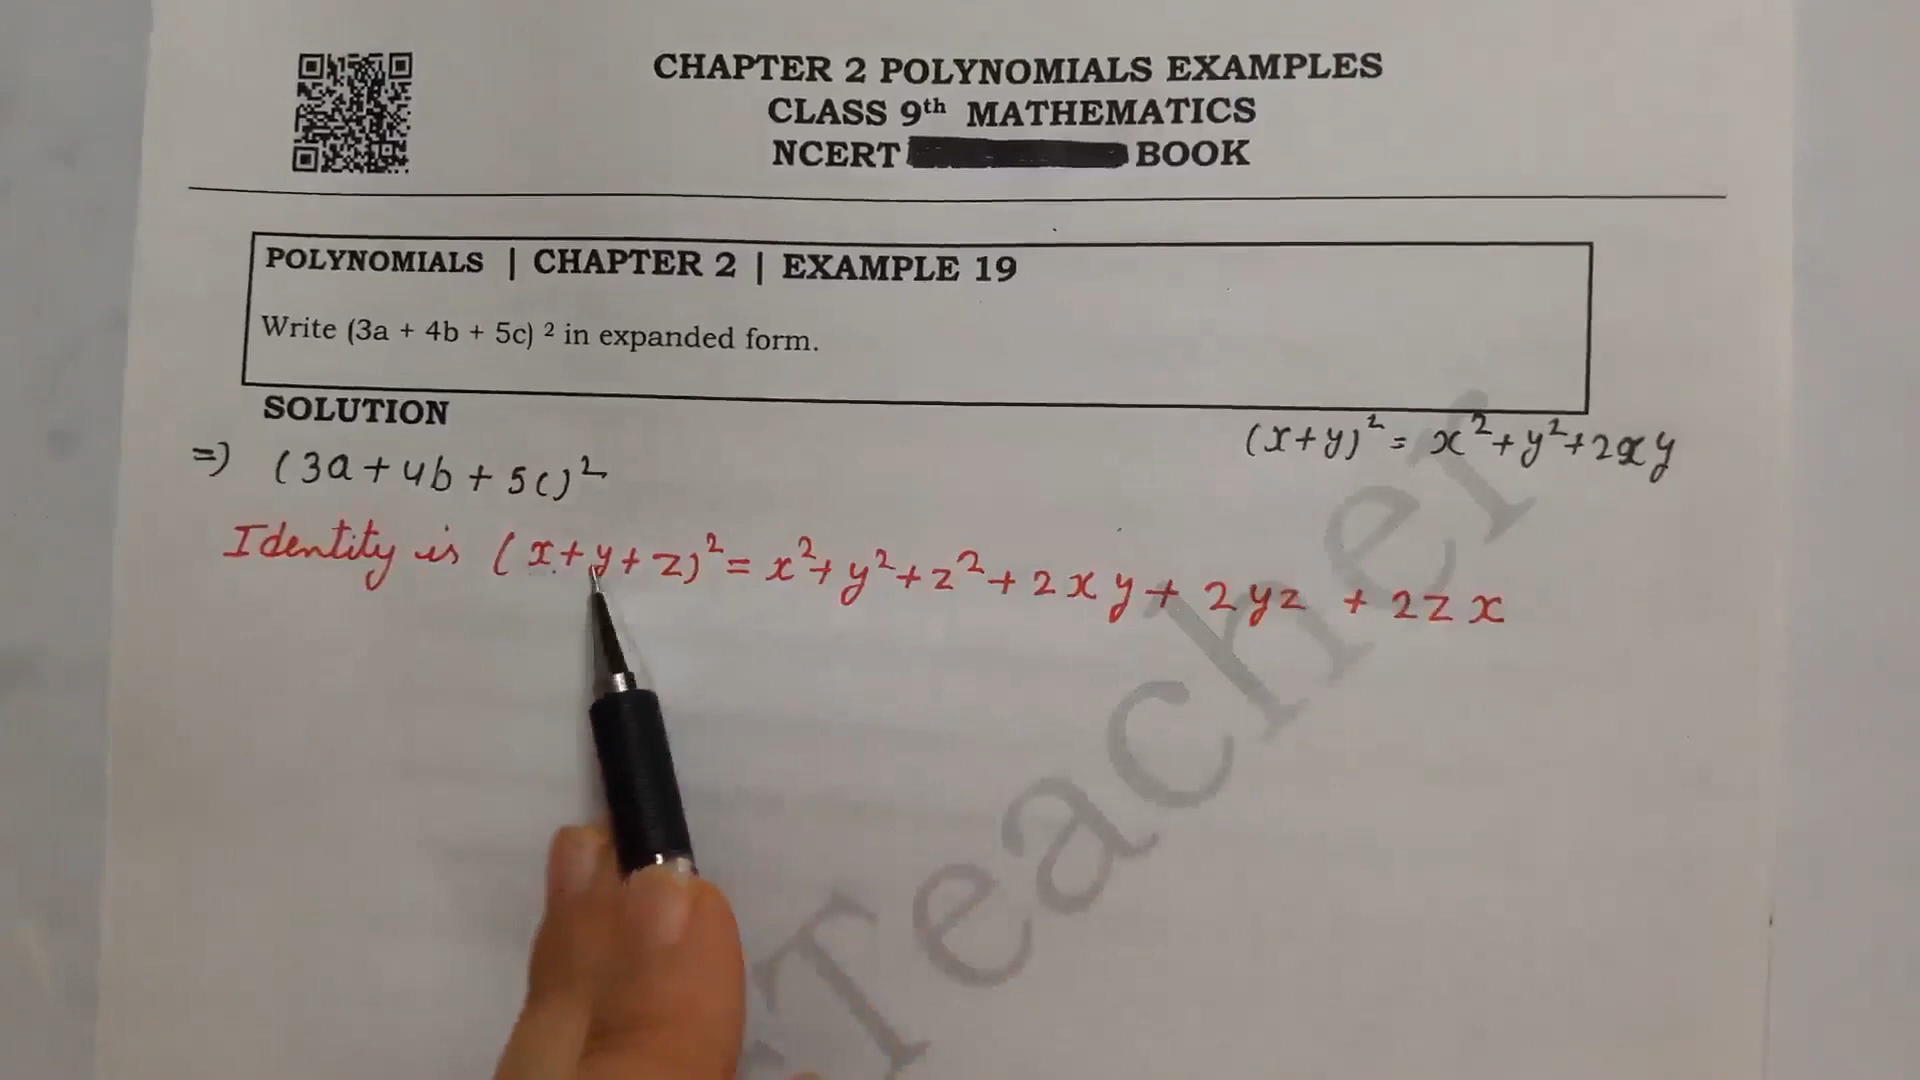 CHAPTER 2 POLYNOMIALS EXAMPLES
CLASS 9th MATHEMATICS
NCERT BOOK
POLYNOMIALS | CHAPTER 2 | EXAMPLE 19
Write (3a + 4b + 5c) ² in expanded form.
SOLUTION
(x+y)² = x²+y²+2xy
=) (3a+4b+5c)²
Identity is (x+y+z)² = x²+y²+z²+2xy+2yz+2zx
Teacher